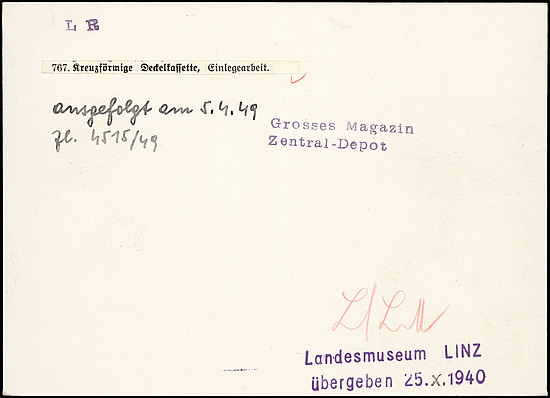 L R
767. Kreuzförmige Deckelkassette, Einlegearbeit.
ausgefolgt am 5.4.49
Zl. 4515/49
Grosses Magazin
Zentral-Depot
Landesmuseum LINZ
übergeben 25.X.1940